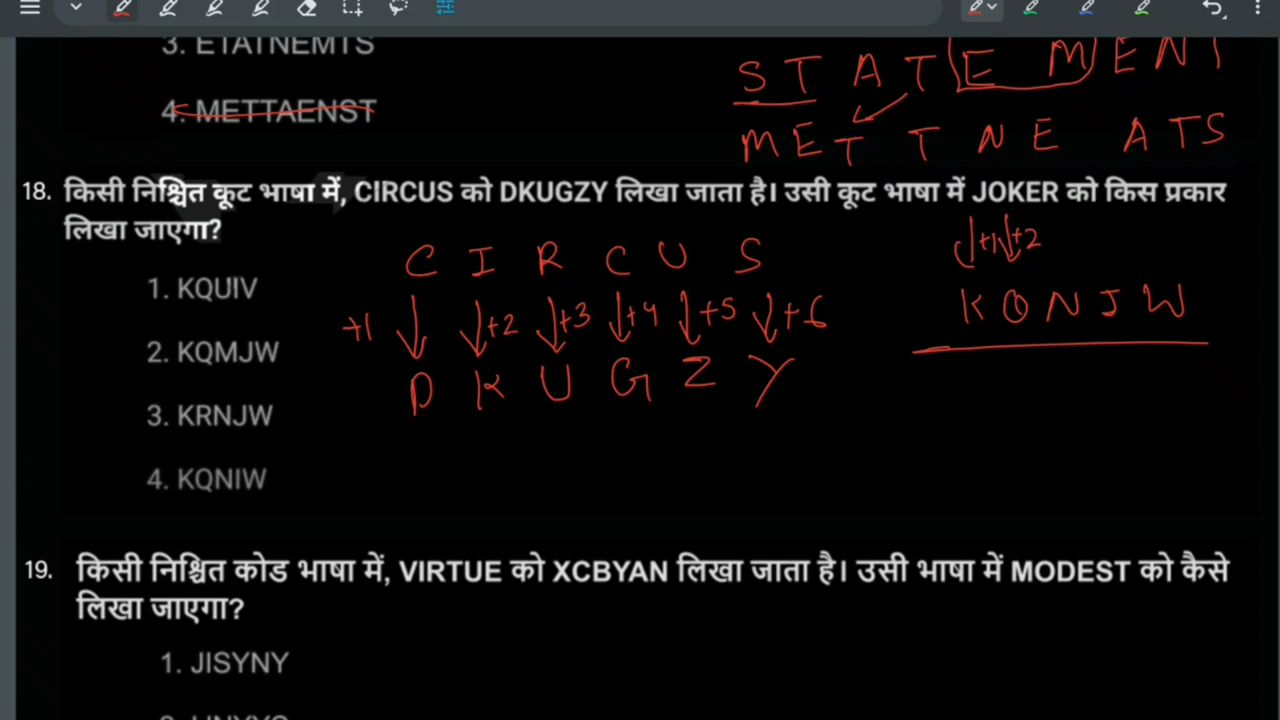 3. ETATNEMTS
S T A T E M E N T
4. METTAENST
M E T T N E A T S
18. किसी निश्चित कूट भाषा में, CIRCUS को DKUGZY लिखा जाता है। उसी कूट भाषा में JOKER को किस प्रकार
लिखा जाएगा?
+1 +2
C I R C U S
1. KQUIV
K Q N J W
+1 +2 +3 +4 +5 +6
2. KQMJW
D K U G Z Y
3. KRNJW
4. KQNIW
19. किसी निश्चित कोड भाषा में, VIRTUE को XCBYAN लिखा जाता है। उसी भाषा में MODEST को कैसे
लिखा जाएगा?
1. JISYNY